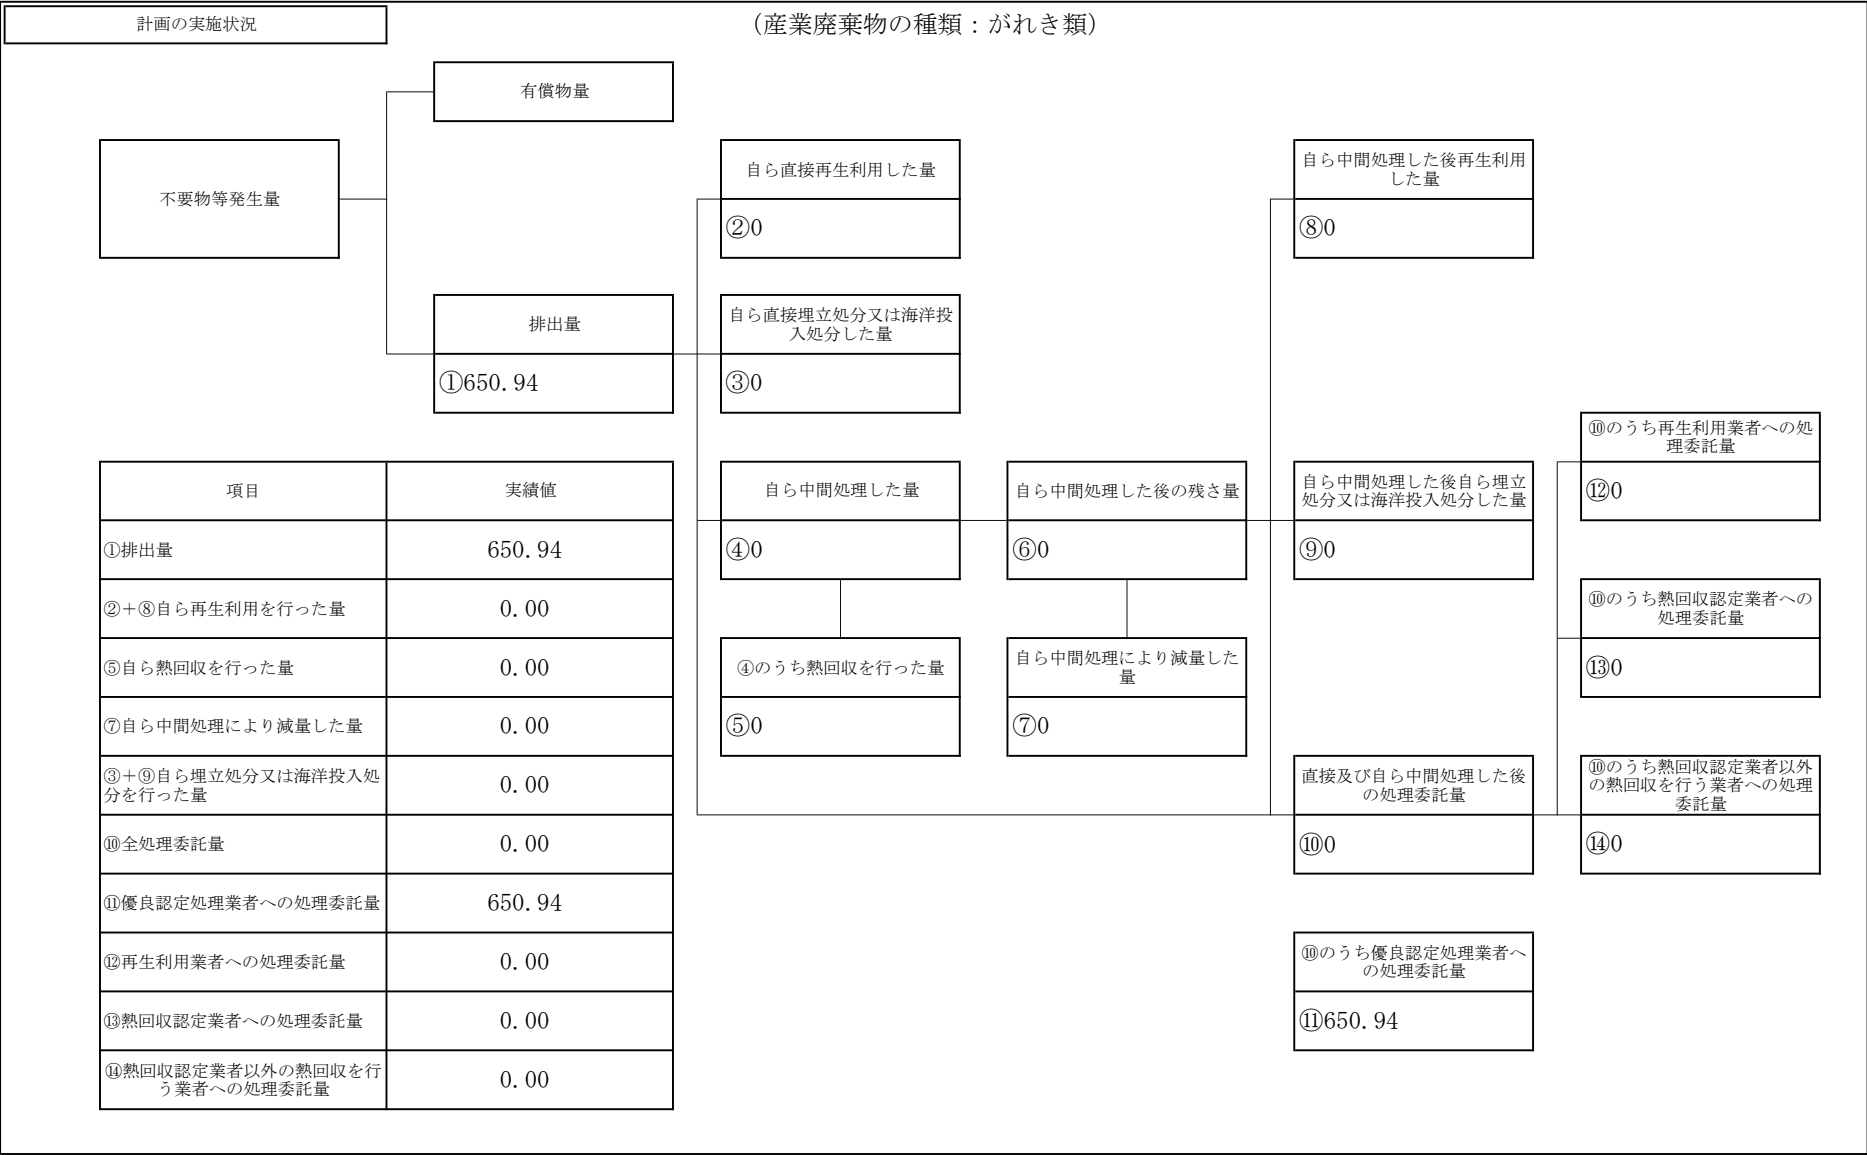 計画の実施状況
（産業廃棄物の種類：がれき類）
有償物量
不要物等発生量
排出量
①650.94
自ら直接再生利用した量
②0
自ら直接埋立処分又は海洋投
入処分した量
③0
自ら中間処理した量
④0
④のうち熱回収を行った量
⑤0
自ら中間処理した後の残さ量
⑥0
自ら中間処理により減量した
量
⑦0
自ら中間処理した後再生利用
した量
⑧0
自ら中間処理した後自ら埋立
処分又は海洋投入処分した量
⑨0
直接及び自ら中間処理した後
の処理委託量
⑩0
⑩のうち優良認定処理業者へ
の処理委託量
⑪650.94
⑩のうち再生利用業者への処
理委託量
⑫0
⑩のうち熱回収認定業者への
処理委託量
⑬0
⑩のうち熱回収認定業者以外
の熱回収を行う業者への処理
委託量
⑭0
項目 実績値
①排出量 650.94
②＋⑧自ら再生利用を行った量 0.00
⑤自ら熱回収を行った量 0.00
⑦自ら中間処理により減量した量 0.00
③＋⑨自ら埋立処分又は海洋投入処
分を行った量 0.00
⑩全処理委託量 0.00
⑪優良認定処理業者への処理委託量 650.94
⑫再生利用業者への処理委託量 0.00
⑬熱回収認定業者への処理委託量 0.00
⑭熱回収認定業者以外の熱回収を行
う業者への処理委託量 0.00